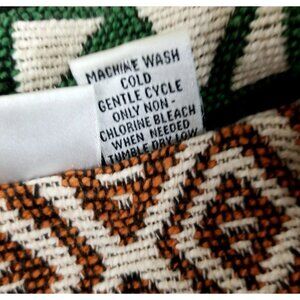 MACHINE WASH
COLD
GENTLE CYCLE
ONLY NON -
CHLORINE BLEACH
WHEN NEEDED
TUMBLE DRY LOW